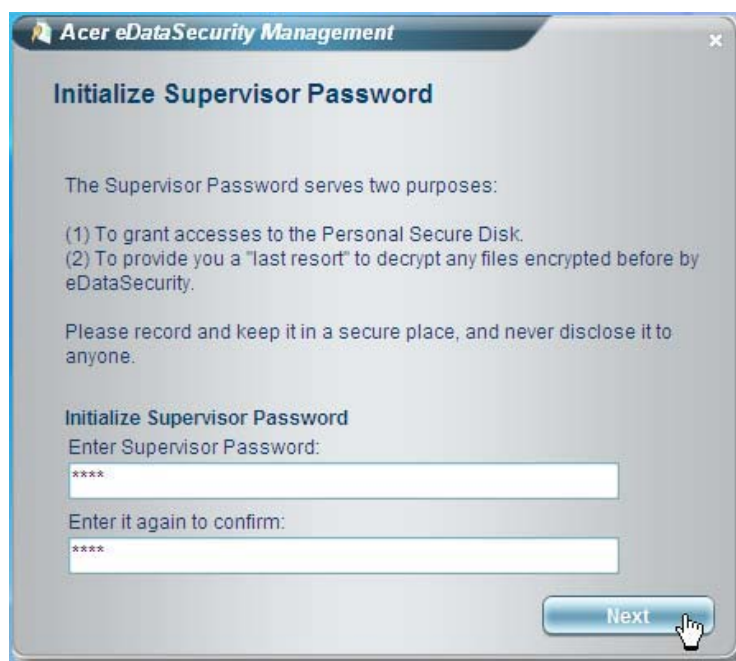 Acer eDataSecurity Management
x
Initialize Supervisor Password
The Supervisor Password serves two purposes:
(1) To grant accesses to the Personal Secure Disk.
(2) To provide you a "last resort" to decrypt any files encrypted before by
eDataSecurity.
Please record and keep it in a secure place, and never disclose it to
anyone.
Initialize Supervisor Password
Enter Supervisor Password:
****
Enter it again to confirm:
****
Next